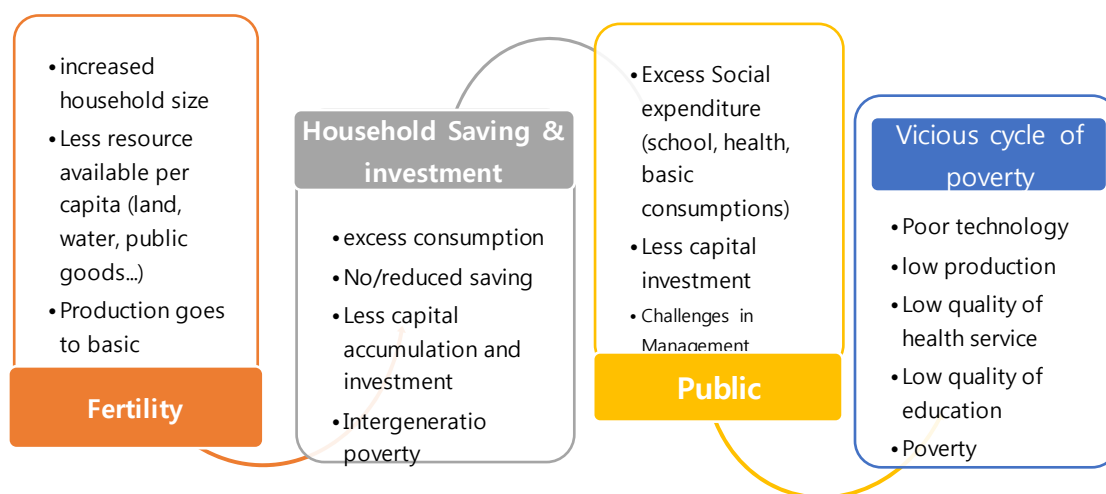 • increased
household size
• Less resource
available per
capita (land,
water, public
goods...)
• Production goes
to basic
Fertility
Household Saving &
investment
• excess consumption
• No/reduced saving
• Less capital
accumulation and
investment
• Intergeneratio
poverty
• Excess Social
expenditure
(school, health,
basic
consumptions)
• Less capital
investment
• Challenges in
Management
Public
Vicious cycle of
poverty
• Poor technology
• low production
• Low quality of
health service
• Low quality of
education
• Poverty